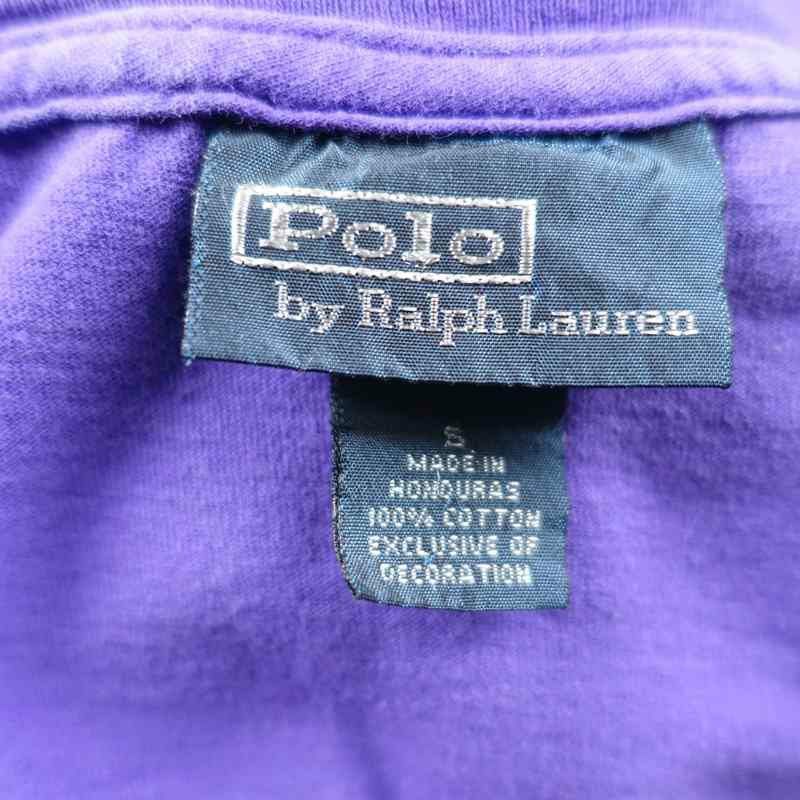 Polo
by Ralph Lauren
S
MADE IN
HONDURAS
100% COTTON
EXCLUSIVE OF
DECORATION